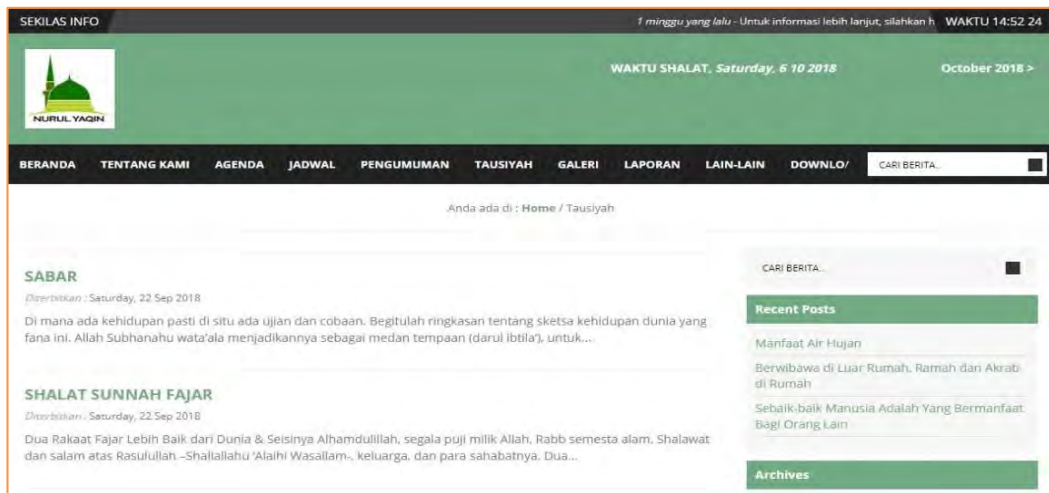 SEKILAS INFO
1 minggu yang lalu - Untuk informasi lebih lanjut, silahkan h
WAKTU 14:52 24
NURUL YAQIN
WAKTU SHALAT, Saturday, 6 10 2018
October 2018 >
BERANDA TENTANG KAMI AGENDA JADWAL PENGUMUMAN TAUSIYAH GALERI LAPORAN LAIN-LAIN DOWNLO/ CARI BERITA...
Anda ada di : Home / Tausiyah
SABAR
Diterbitkan : Saturday, 22 Sep 2018
Di mana ada kehidupan pasti di situ ada ujian dan cobaan. Begitulah ringkasan tentang sketsa kehidupan dunia yang
fana ini. Allah Subhanahu wata'ala menjadikannya sebagai medan tempaan (darul ibtila'), untuk...
SHALAT SUNNAH FAJAR
Diterbitkan : Saturday, 22 Sep 2018
Dua Rakaat Fajar Lebih Baik dari Dunia & Seisinya Alhamdulillah, segala puji milik Allah, Rabb semesta alam, Shalawat
dan salam atas Rasulullah –Shallallahu 'Alaihi Wasallam-, keluarga, dan para sahabatnya. Dua...
CARI BERITA...
Recent Posts
Manfaat Air Hujan
Berwibawa di Luar Rumah, Ramah dan Akrab
di Rumah
Sebaik-baik Manusia Adalah Yang Bermanfaat
Bagi Orang Lain
Archives